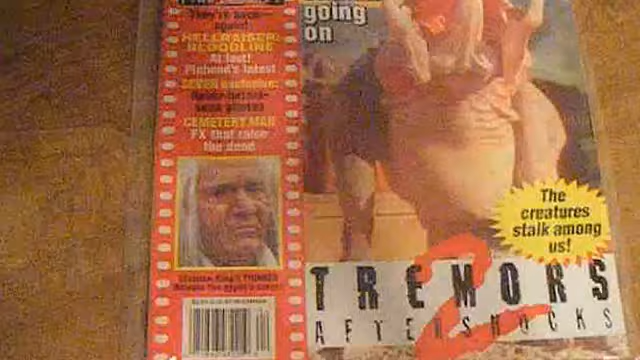 They're back—
again!
HELLRAISER:
BLOODLINE
At last!
Pinhead's latest
SEVEN exclusive:
CEMETERY MAN
FX that raise
the dead
going
on
The
creatures
stalk among
us!
TREMORS
2
AFTERSHOCKS